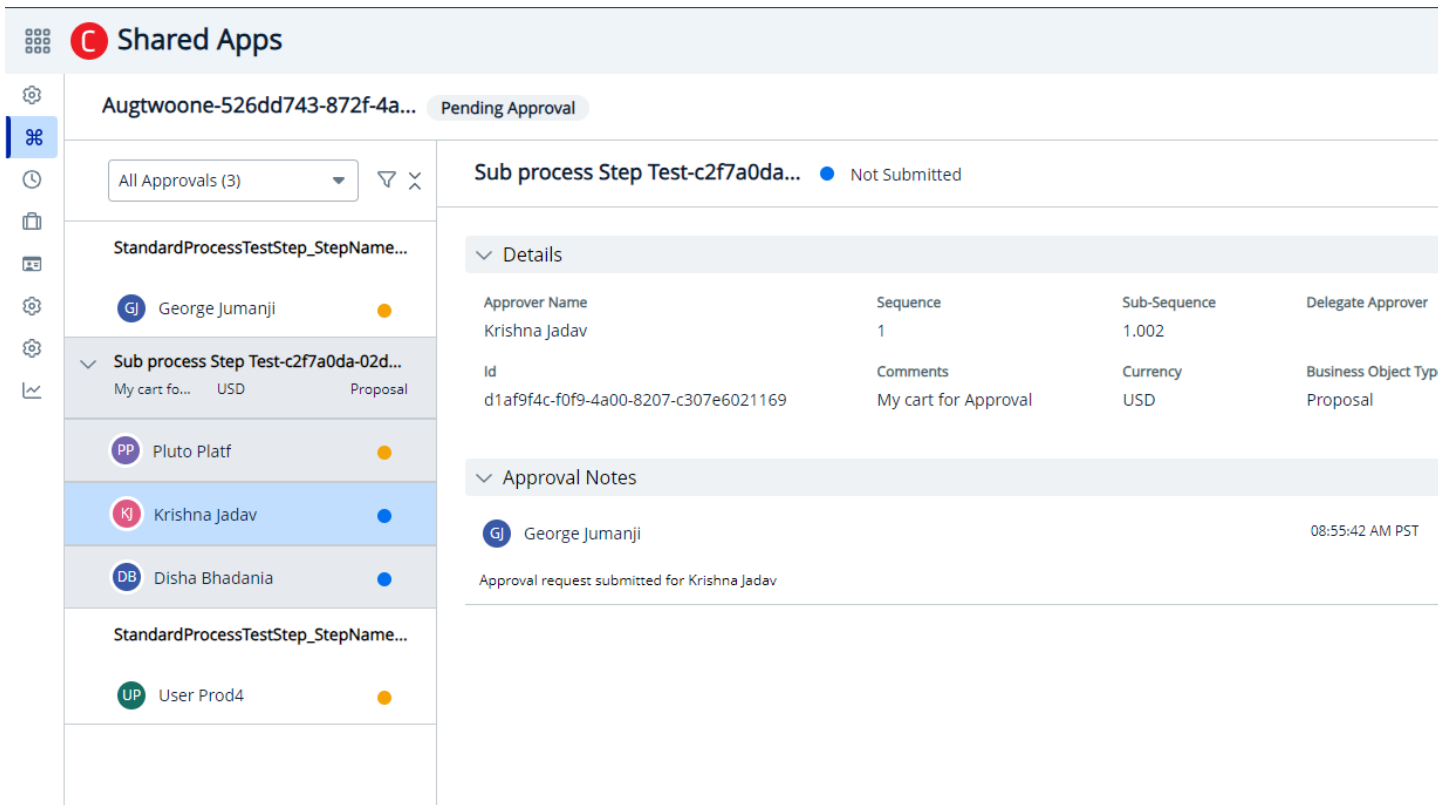 C Shared Apps
Augtwoone-526dd743-872f-4a... Pending Approval
All Approvals (3)
StandardProcessTestStep_StepName...
GJ George Jumanji
Sub process Step Test-c2f7a0da-02d...
My cart fo... USD Proposal
PP Pluto Platf
KJ Krishna Jadav
DB Disha Bhadania
StandardProcessTestStep_StepName...
UP User Prod4
Sub process Step Test-c2f7a0da... Not Submitted
Details
Approver Name Sequence Sub-Sequence Delegate Approver
Krishna Jadav 1 1.002
Id Comments Currency Business Object Typ
d1af9f4c-f0f9-4a00-8207-c307e6021169 My cart for Approval USD Proposal
Approval Notes
GJ George Jumanji 08:55:42 AM PST
Approval request submitted for Krishna Jadav